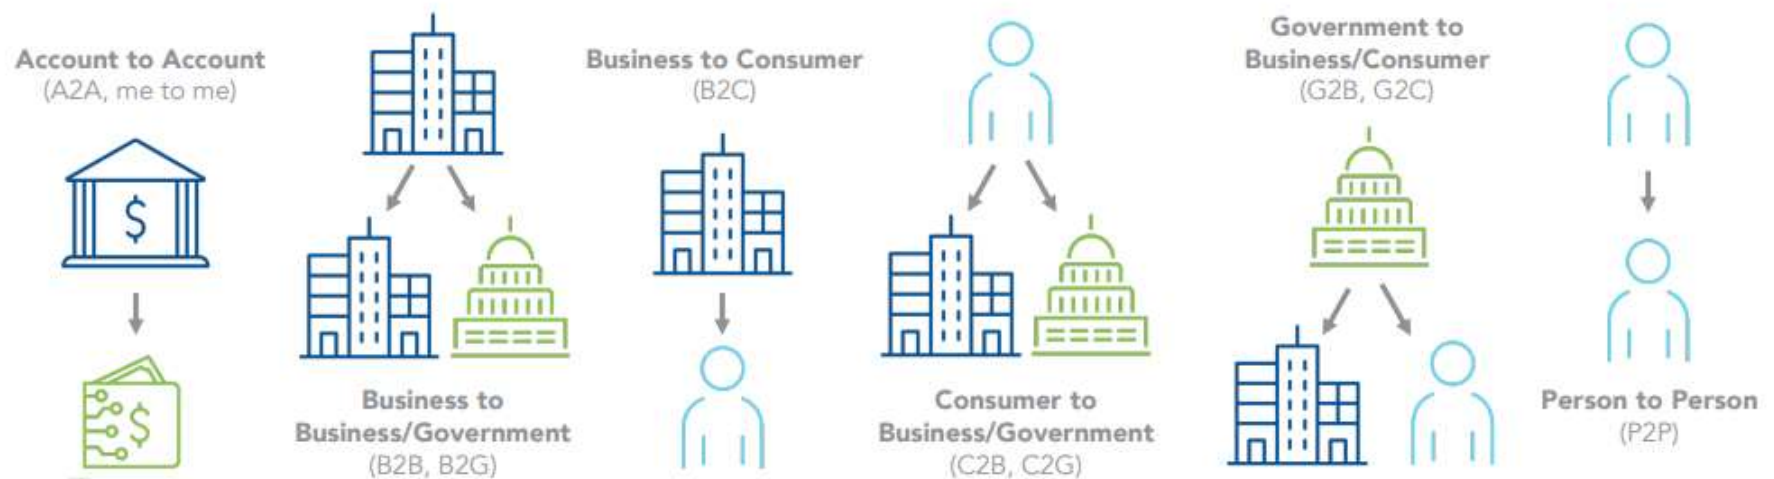 Account to Account
(A2A, me to me)
$
$
Business to
Business/Government
(B2B, B2G)
Business to Consumer
(B2C)
Consumer to
Business/Government
(C2B, C2G)
Government to
Business/Consumer
(G2B, G2C)
Person to Person
(P2P)